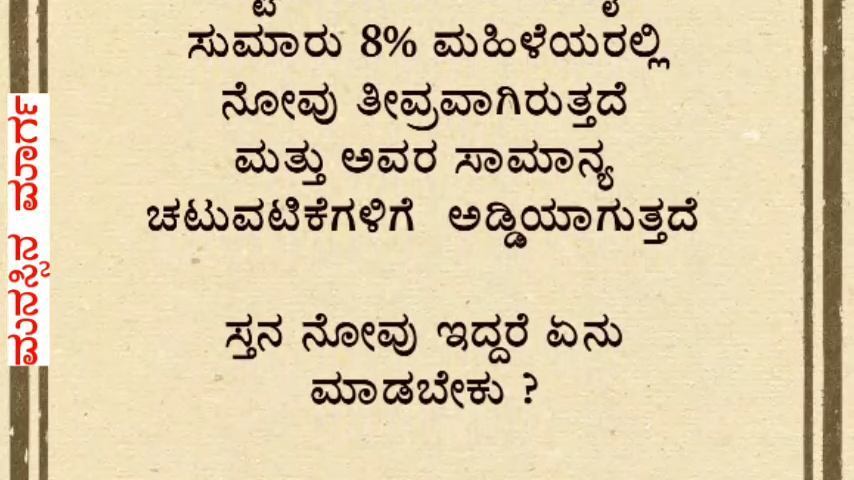 ಸುಮಾರು 8% ಮಹಿಳೆಯರಲ್ಲಿ
ನೋವು ತೀವ್ರವಾಗಿರುತ್ತದೆ
ಮತ್ತು ಅವರ ಸಾಮಾನ್ಯ
ಚಟುವಟಿಕೆಗಳಿಗೆ ಅಡ್ಡಿಯಾಗುತ್ತದೆ
ಸ್ತನ ನೋವು ಇದ್ದರೆ ಏನು
ಮಾಡಬೇಕು ?
ಮನಸ್ಸಿನ ಮಾರ್ಗ